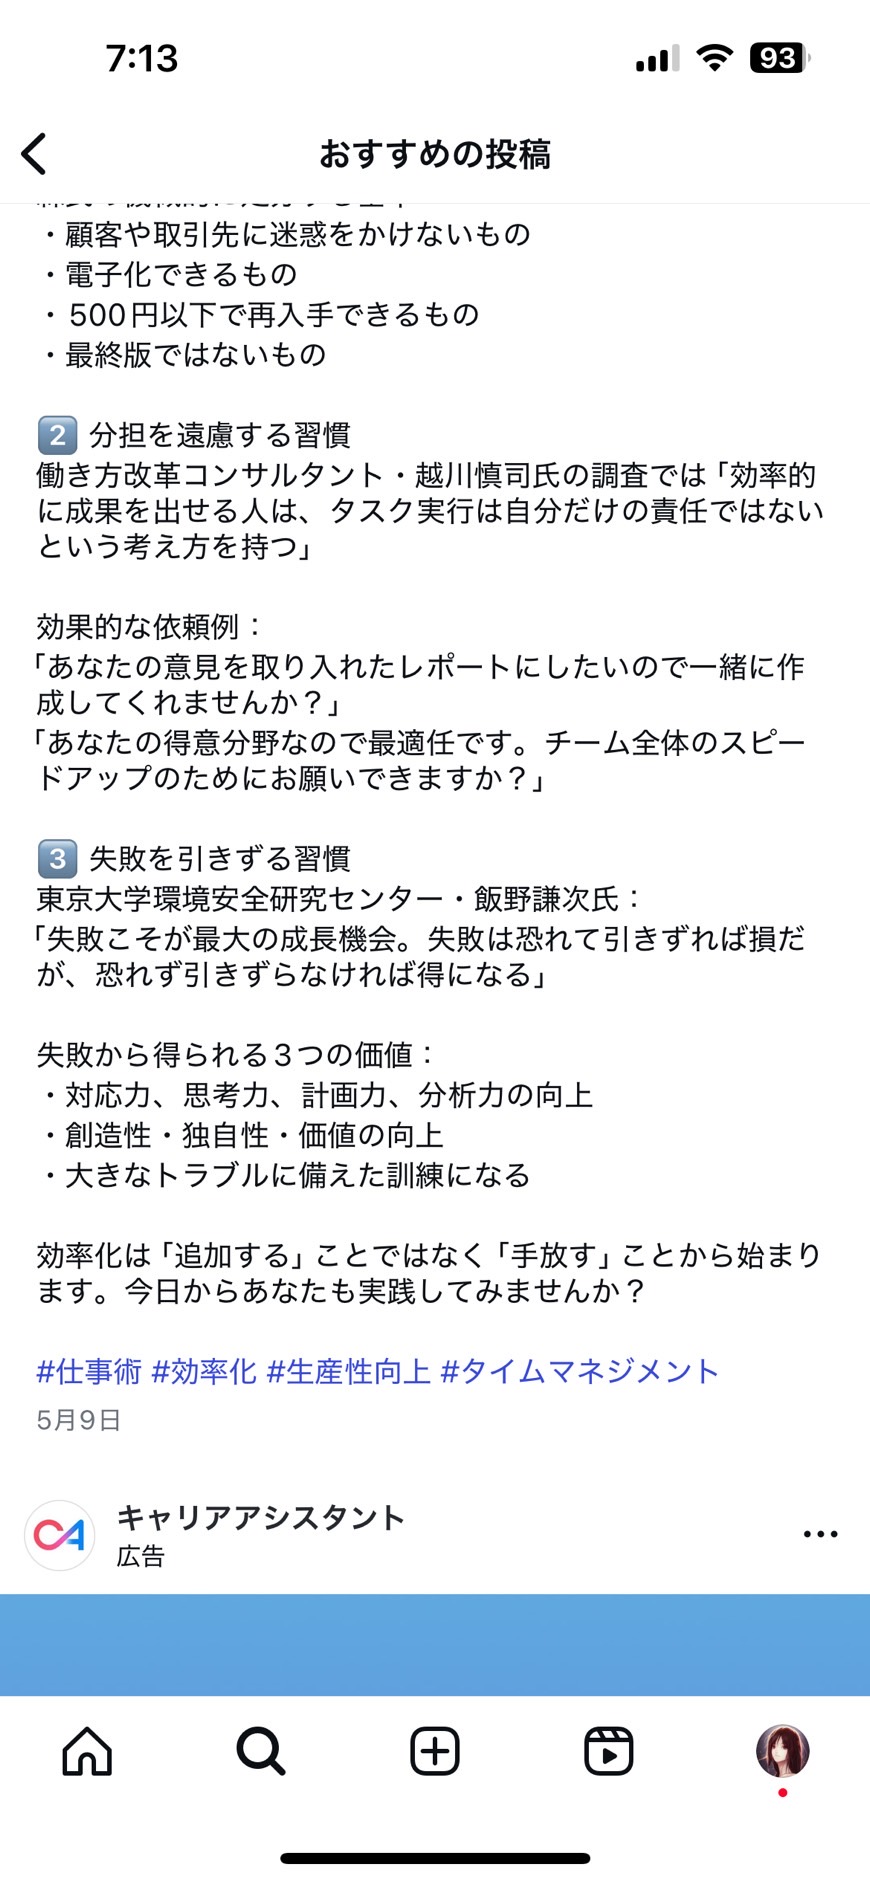 7:13
93
おすすめの投稿
・顧客や取引先に迷惑をかけないもの
・電子化できるもの
・500円以下で再入手できるもの
・最終版ではないもの
2 分担を遠慮する習慣
働き方改革コンサルタント・越川慎司氏の調査では「効率的
に成果を出せる人は、タスク実行は自分だけの責任ではない
という考え方を持つ」
効果的な依頼例：
「あなたの意見を取り入れたレポートにしたいので一緒に作
成してくれませんか？」
「あなたの得意分野なので最適任です。チーム全体のスピー
ドアップのためにお願いできますか？」
3 失敗を引きずる習慣
東京大学環境安全研究センター・飯野謙次氏：
「失敗こそが最大の成長機会。失敗は恐れて引きずれば損だ
が、恐れず引きずらなければ得になる」
失敗から得られる3つの価値：
・対応力、思考力、計画力、分析力の向上
・創造性・独自性・価値の向上
・大きなトラブルに備えた訓練になる
効率化は「追加する」ことではなく「手放す」ことから始まり
ます。今日からあなたも実践してみませんか？
#仕事術 #効率化 #生産性向上 #タイムマネジメント
5月9日
CA
キャリアアシスタント
広告